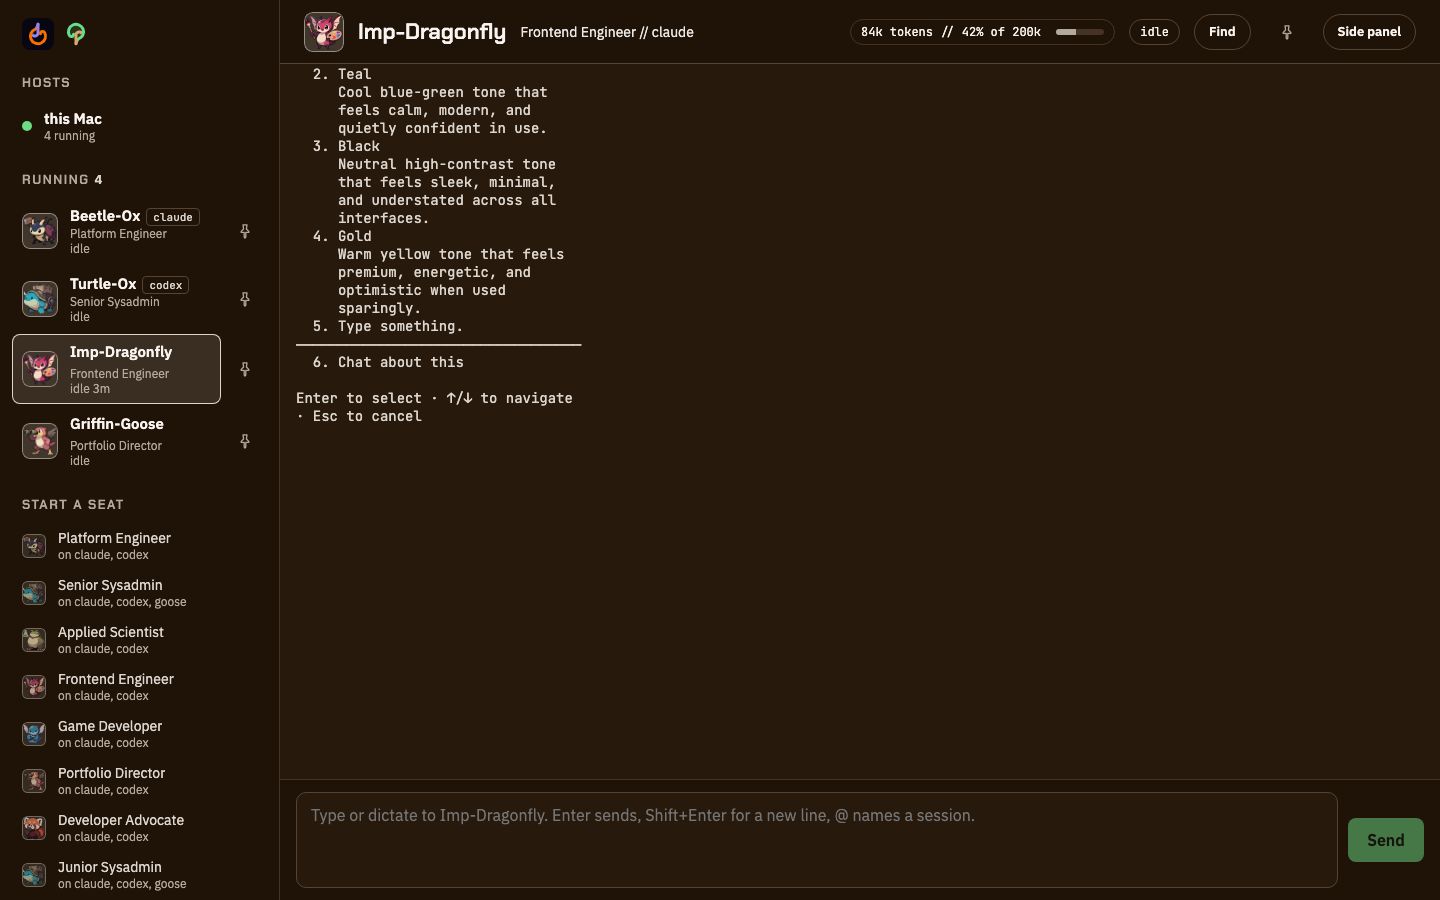 HOSTS
this Mac
4 running
RUNNING 4
Beetle-Ox claude
Platform Engineer
idle
Turtle-Ox codex
Senior Sysadmin
idle
Imp-Dragonfly
Frontend Engineer
idle 3m
Griffin-Goose
Portfolio Director
idle
START A SEAT
Platform Engineer
on claude, codex
Senior Sysadmin
on claude, codex, goose
Applied Scientist
on claude, codex
Frontend Engineer
on claude, codex
Game Developer
on claude, codex
Portfolio Director
on claude, codex
Developer Advocate
on claude, codex
Junior Sysadmin
on claude, codex, goose
Imp-Dragonfly Frontend Engineer // claude 84k tokens // 42% of 200k idle Find Side panel
2. Teal
Cool blue-green tone that
feels calm, modern, and
quietly confident in use.
3. Black
Neutral high-contrast tone
that feels sleek, minimal,
and understated across all
interfaces.
4. Gold
Warm yellow tone that feels
premium, energetic, and
optimistic when used
sparingly.
5. Type something.
6. Chat about this
Enter to select · ↑/↓ to navigate
· Esc to cancel
Type or dictate to Imp-Dragonfly. Enter sends, Shift+Enter for a new line, @ names a session.
Send